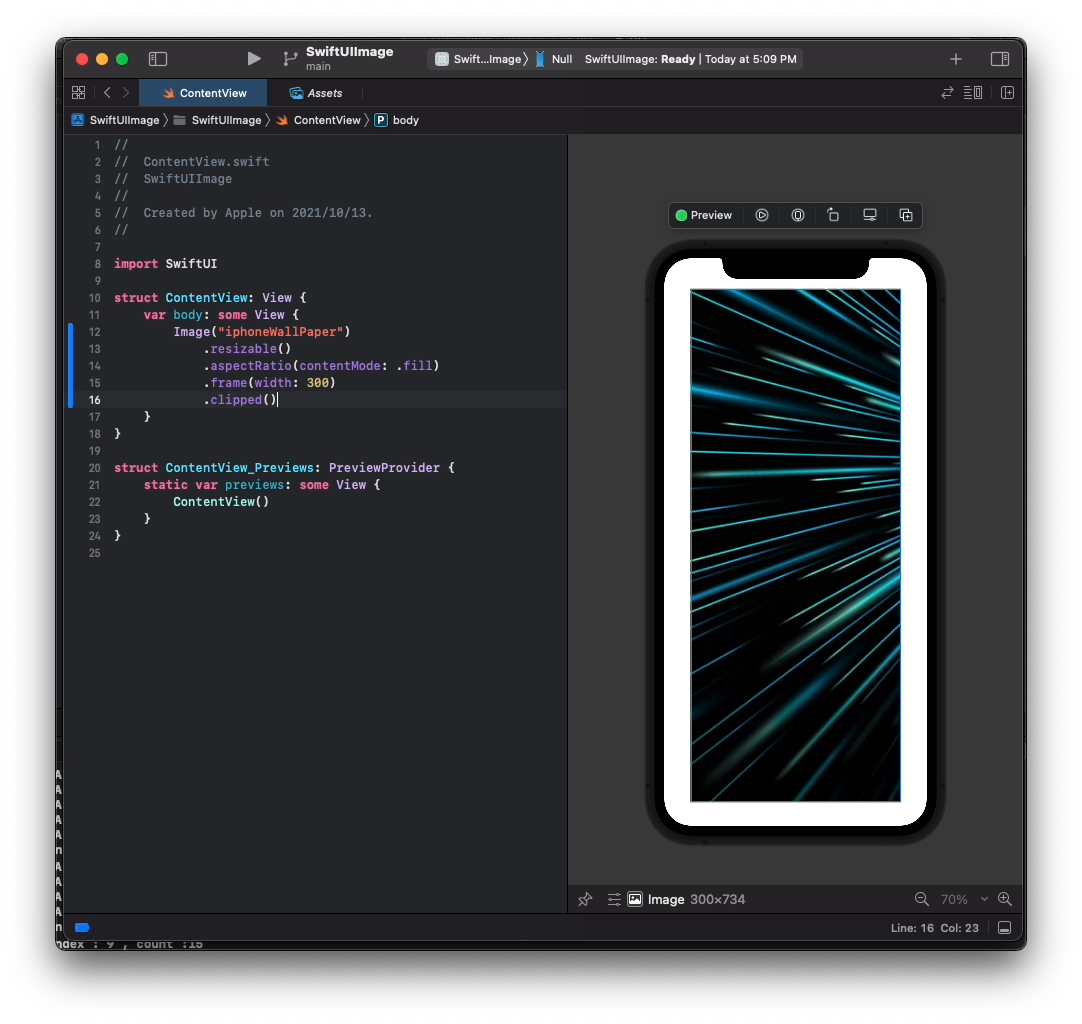 SwiftUIImage
main
Swift...Image〉 Null SwiftUIImage: Ready | Today at 5:09 PM
ContentView Assets
SwiftUIImage 〉 SwiftUIImage 〉 ContentView 〉 P body
1 //
2 //  ContentView.swift
3 //  SwiftUIImage
4 //
5 //  Created by Apple on 2021/10/13.
6 //
7
8 import SwiftUI
9
10 struct ContentView: View {
11     var body: some View {
12         Image("iphoneWallPaper")
13             .resizable()
14             .aspectRatio(contentMode: .fill)
15             .frame(width: 300)
16             .clipped()
17     }
18 }
19
20 struct ContentView_Previews: PreviewProvider {
21     static var previews: some View {
22         ContentView()
23     }
24 }
25
Preview
Image 300×734 70%
Line: 16 Col: 23
A
A
A
A
A
n
A
A
A
A
n
ndex : 9 , count :15